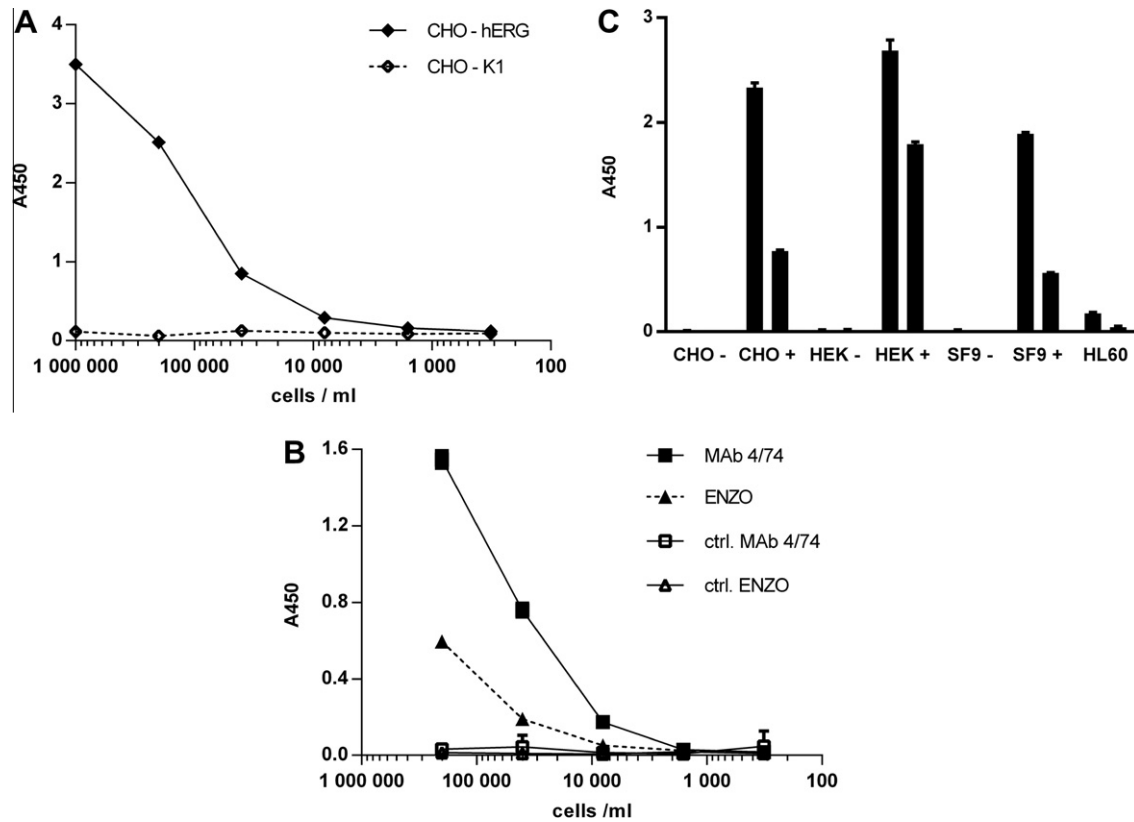 A
CHO - hERG
CHO - K1
4
3
2
1
0
A450
1 000 000 100 000 10 000 1 000 100
cells / ml
C
3
2
1
0
A450
CHO - CHO + HEK - HEK + SF9 - SF9 + HL60
B
MAb 4/74
ENZO
ctrl. MAb 4/74
ctrl. ENZO
1.6
1.2
0.8
0.4
0.0
A450
1 000 000 100 000 10 000 1 000 100
cells /ml